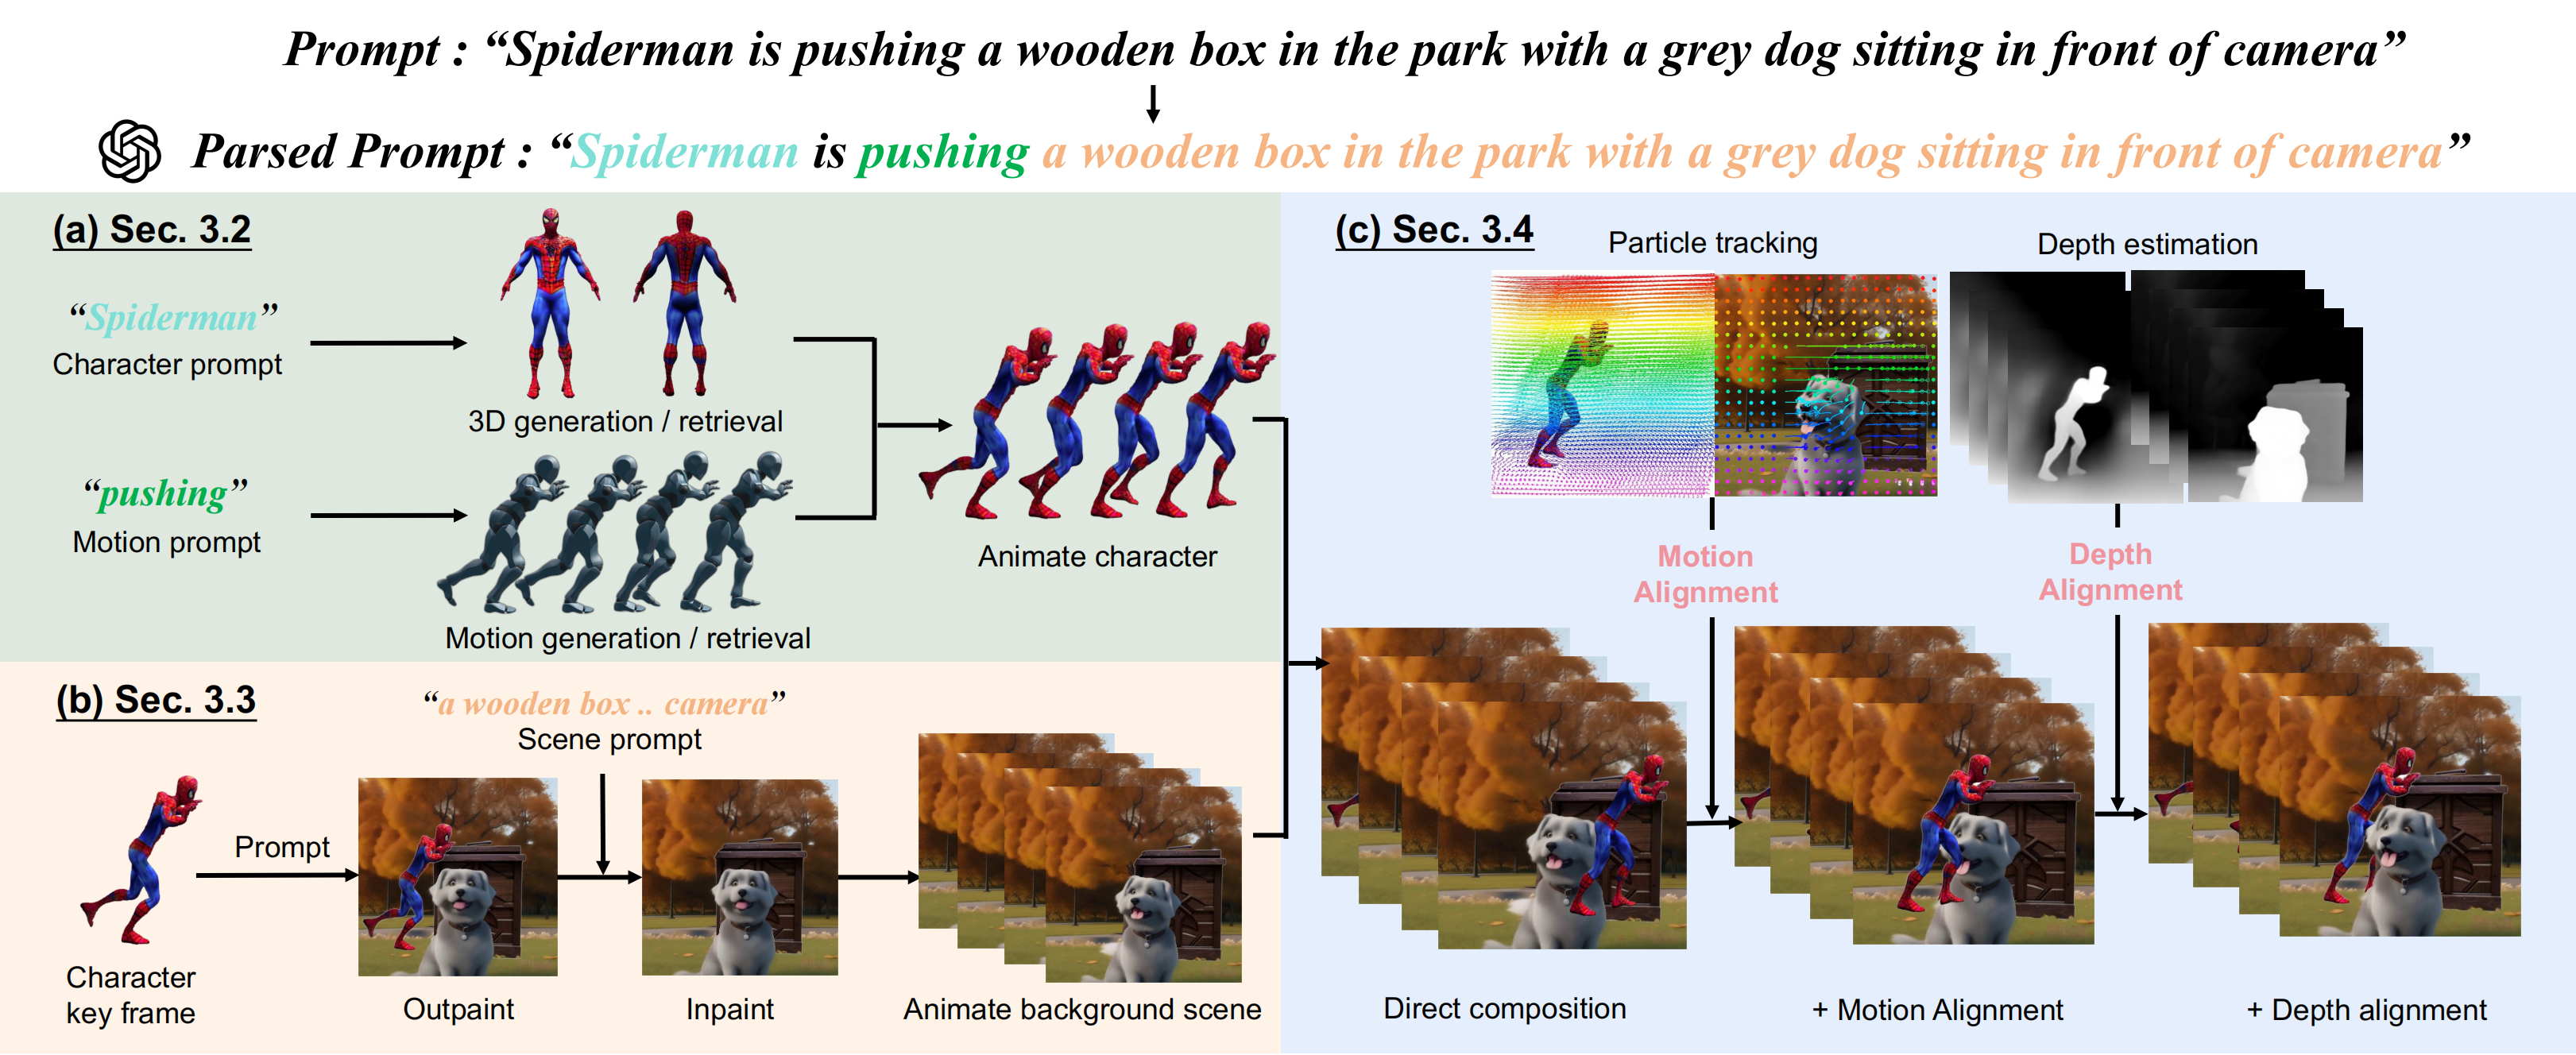 Prompt : “Spiderman is pushing a wooden box in the park with a grey dog sitting in front of camera”
Parsed Prompt : “Spiderman is pushing a wooden box in the park with a grey dog sitting in front of camera”
(a) Sec. 3.2
“Spiderman”
Character prompt
3D generation / retrieval
“pushing”
Motion prompt
Motion generation / retrieval
Animate character
(b) Sec. 3.3
“a wooden box .. camera”
Scene prompt
Prompt
Character
key frame
Outpaint
Inpaint
Animate background scene
(c) Sec. 3.4
Particle tracking
Depth estimation
Motion
Alignment
Depth
Alignment
Direct composition
+ Motion Alignment
+ Depth alignment